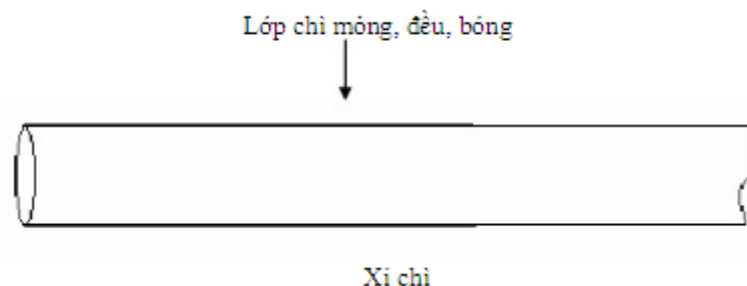 Lớp chì mỏng, đều, bóng
Xi chì